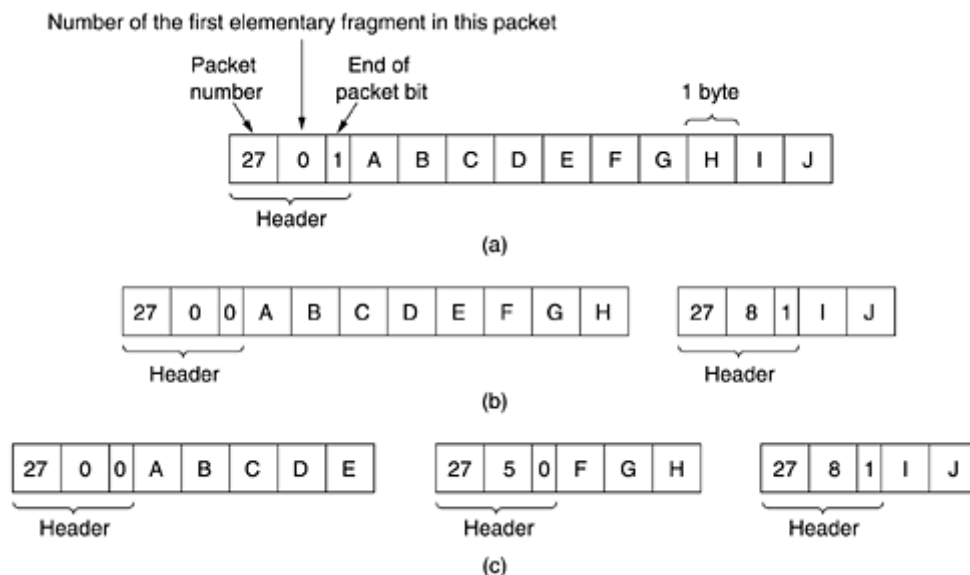 Number of the first elementary fragment in this packet
Packet number
End of packet bit
1 byte
27 0 1 A B C D E F G H I J
Header
(a)
27 0 0 A B C D E F G H
27 8 1 I J
Header
Header
(b)
27 0 0 A B C D E
27 5 0 F G H
27 8 1 I J
Header
Header
Header
(c)